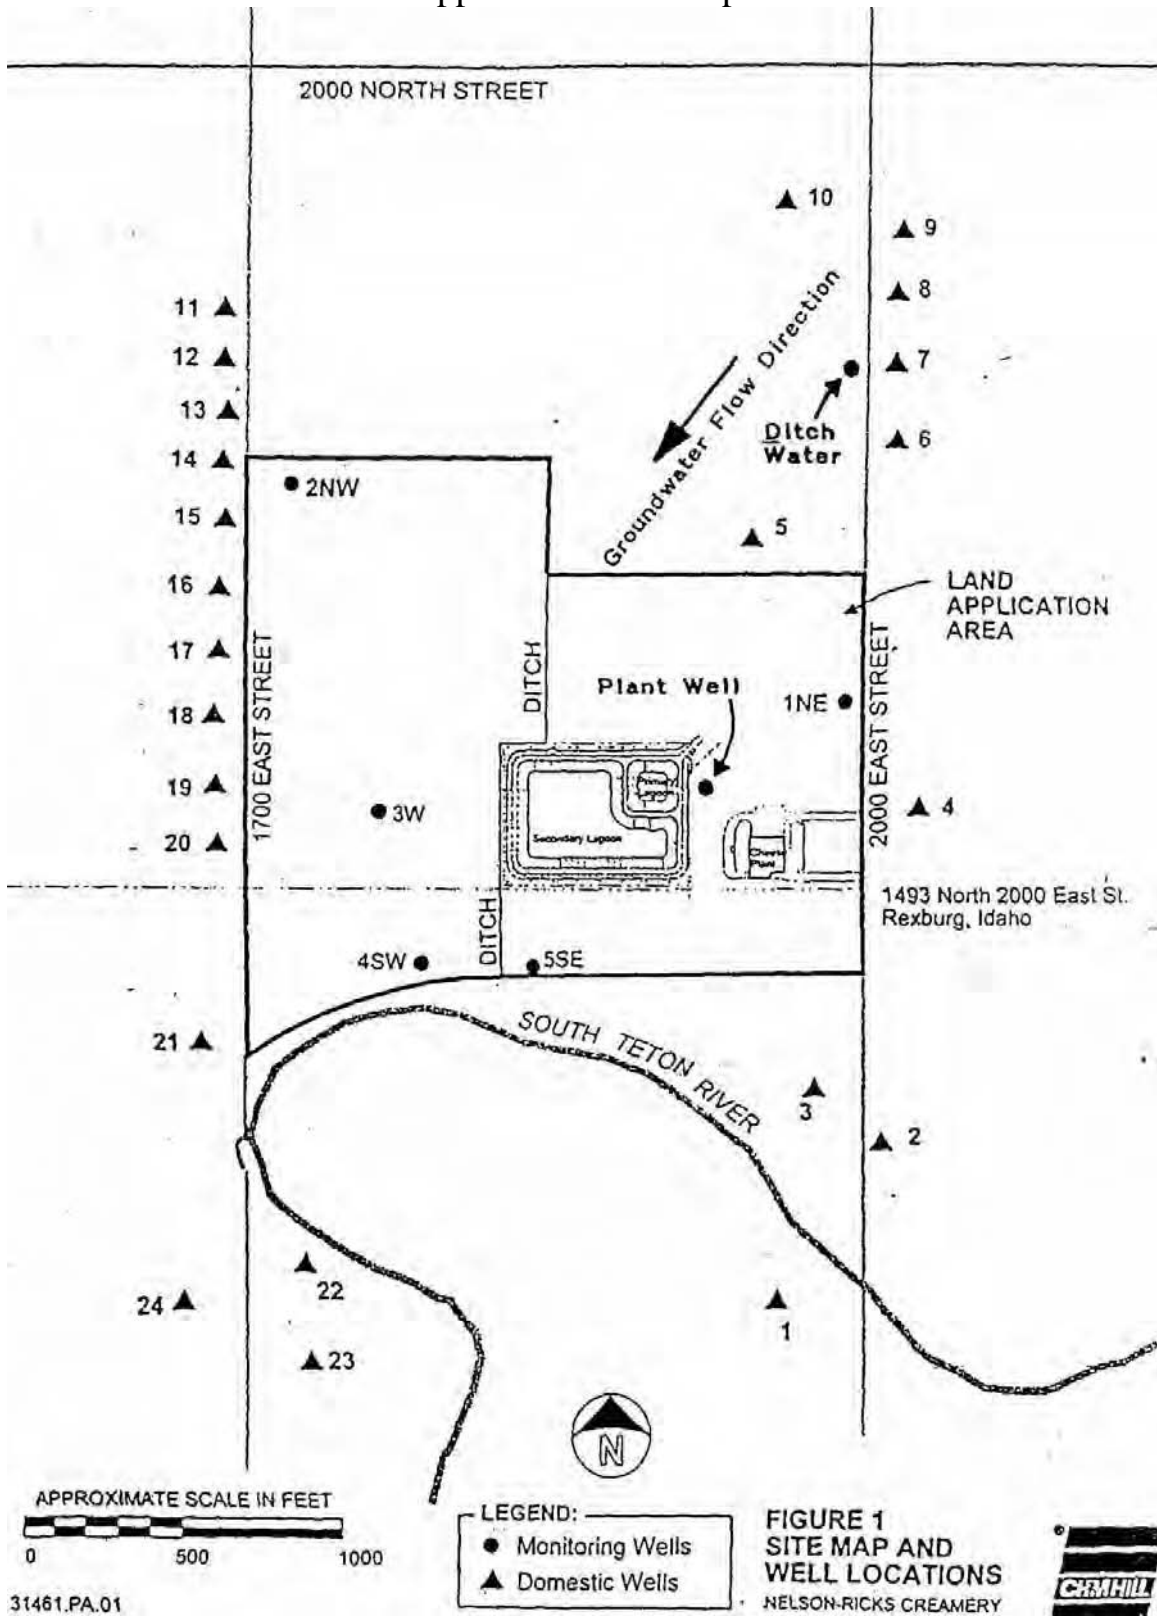 2000 NORTH STREET
10
9
8
11
12
7
13
Groundwater Flow Direction
Ditch
Water
6
14
2NW
15
5
16
LAND
APPLICATION
AREA
17
1700 EAST STREET
DITCH
Plant Well
1NE
2000 EAST STREET
18
19
Primary
Lagoon
3W
4
20
Secondary Lagoon
Cheese
Plant
1493 North 2000 East St.
Rexburg, Idaho
DITCH
4SW
5SE
21
SOUTH TETON RIVER
3
2
22
24
1
23
N
APPROXIMATE SCALE IN FEET
0 500 1000
LEGEND:
Monitoring Wells
Domestic Wells
FIGURE 1
SITE MAP AND
WELL LOCATIONS
NELSON-RICKS CREAMERY
CH2MHILL
31461.PA.01